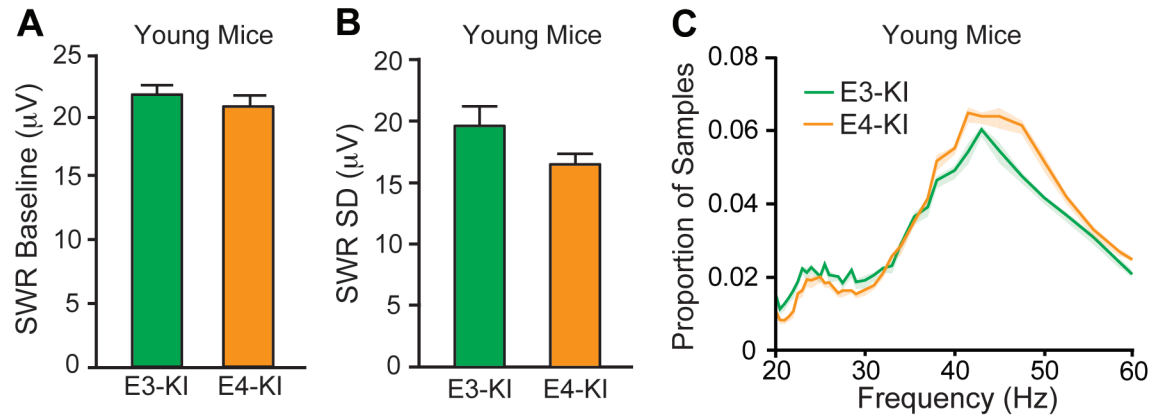 A
Young Mice
SWR Baseline (μV)
25
20
15
10
5
0
E3-KI
E4-KI
B
Young Mice
SWR SD (μV)
20
20
15
10
5
0
E3-KI
E4-KI
C
Young Mice
E3-KI
E4-KI
Proportion of Samples
0.08
0.06
0.04
0.02
0
20
30
40
50
60
Frequency (Hz)